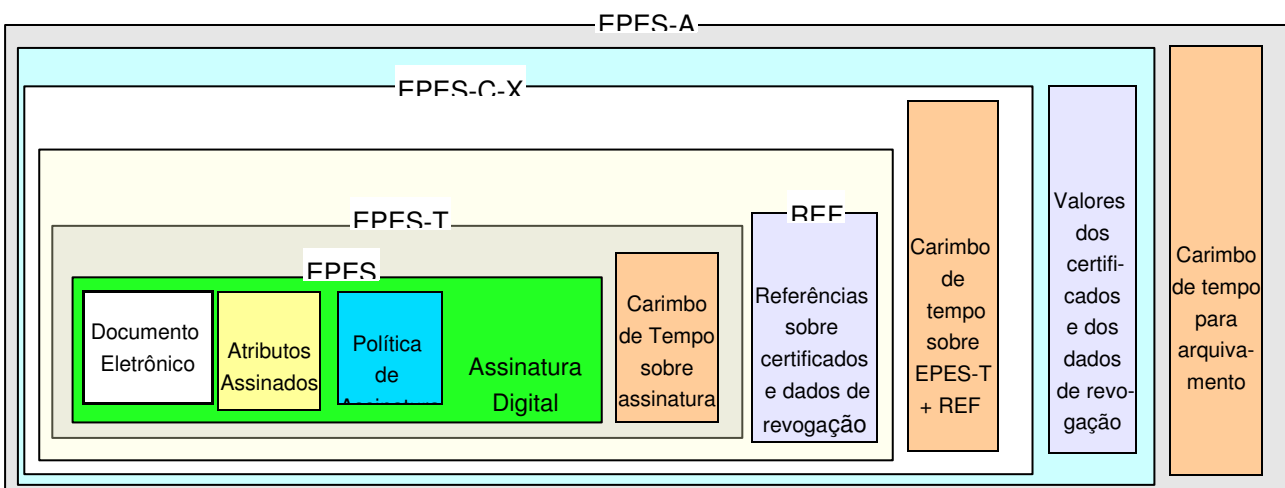 EPES-A
EPES-C-X
EPES-T
REF
EPES
Documento
Eletrônico
Atributos
Assinados
Política
de
Assinatura
Assinatura
Digital
Carimbo
de Tempo
sobre
assinatura
Referências
sobre
certificados
e dados de
revogação
Carimbo
de
tempo
sobre
EPES-T
+ REF
Valores
dos
certifi-
cados
e dos
dados
de revo-
gação
Carimbo
de tempo
para
arquiva-
mento